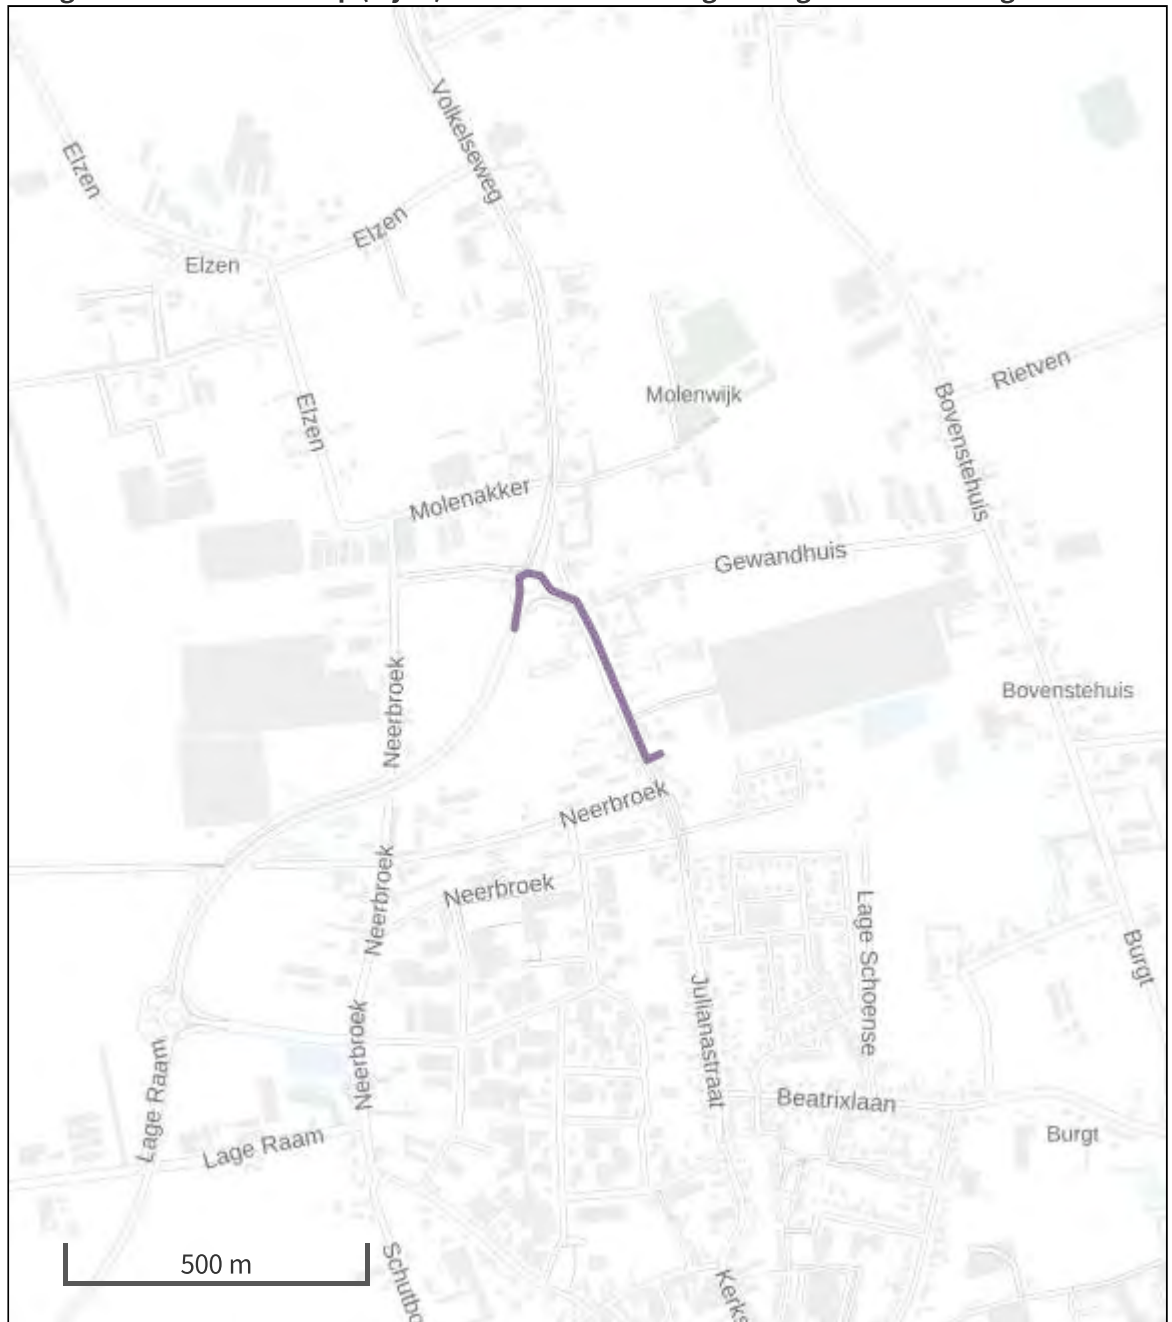 Volkelseweg
Elzen
Elzen
Elzen
Rietven
Molenwijk
Elzen
Bovenstehuis
Molenakker
Gewandhuis
Neerbroek
Bovenstehuis
Neerbroek
Neerbroek
Neerbroek
Lage Schoense
Burgt
Julianastraat
Neerbroek
Lage Raam
Beatrixlaan
Burgt
Lage Raam
500 m